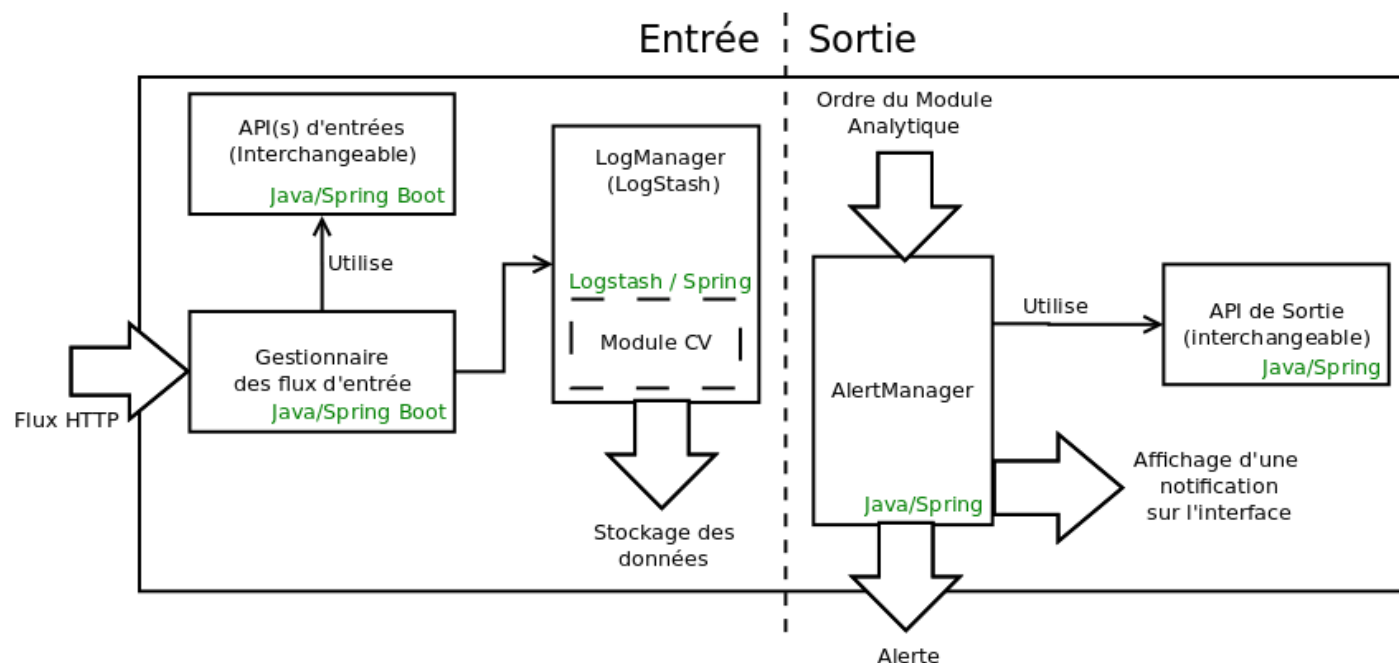 Entrée
Sortie
API(s) d'entrées
(Interchangeable)
Java/Spring Boot
Utilise
Gestionnaire
des flux d'entrée
Java/Spring Boot
Flux HTTP
LogManager
(LogStash)
Logstash / Spring
Module CV
Stockage des
données
Ordre du Module
Analytique
AlertManager
Java/Spring
Utilise
API de Sortie
(interchangeable)
Java/Spring
Affichage d'une
notification
sur l'interface
Alerte